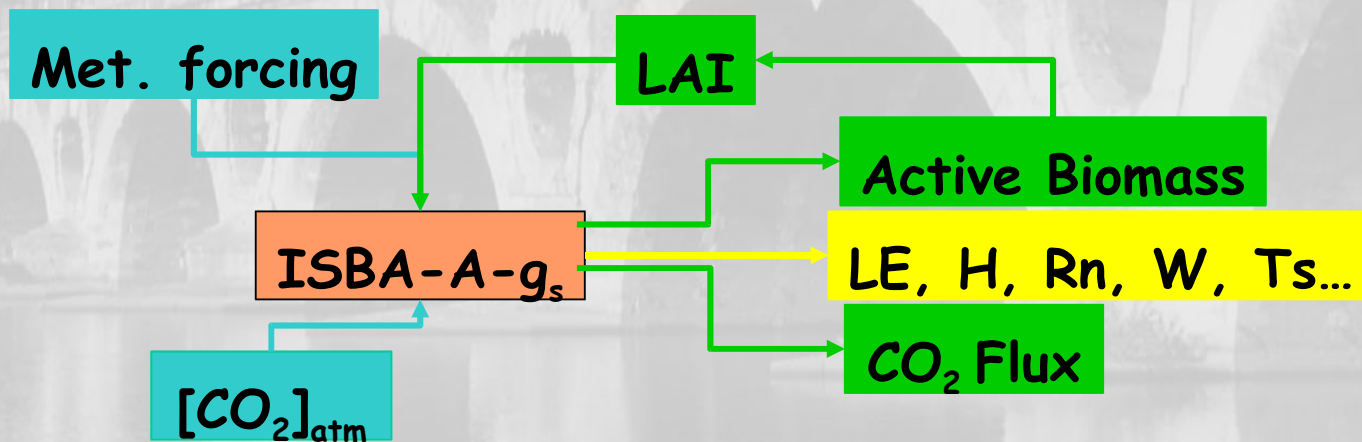 Met. forcing
LAI
Active Biomass
ISBA-A-gₛ
LE, H, Rn, W, Ts…
CO₂ Flux
[CO₂]ₐₜₘ